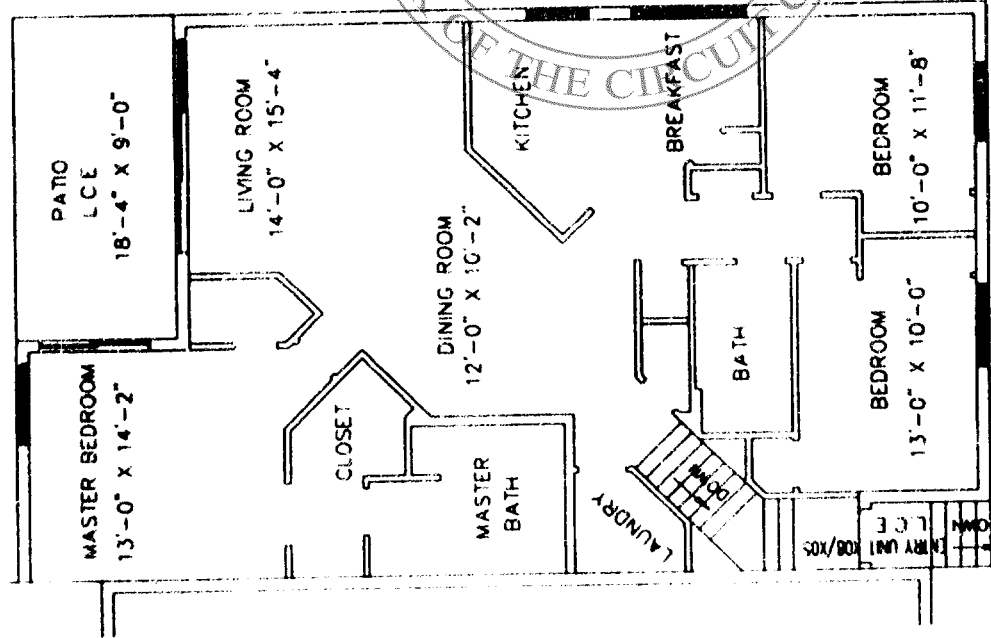 OF THE CIRCUIT C
PATIO
L C E
18'-4" X 9'-0"
LIVING ROOM
14'-0" X 15'-4"
KITCHEN
BREAKFAST
BEDROOM
10'-0" X 11'-8"
DINING ROOM
12'-0" X 10'-2"
MASTER BEDROOM
13'-0" X 14'-2"
CLOSET
MASTER
BATH
LAUNDRY
DOWN
BATH
BEDROOM
13'-0" X 10'-0"
ENTRY UNIT X08/X05
L C E